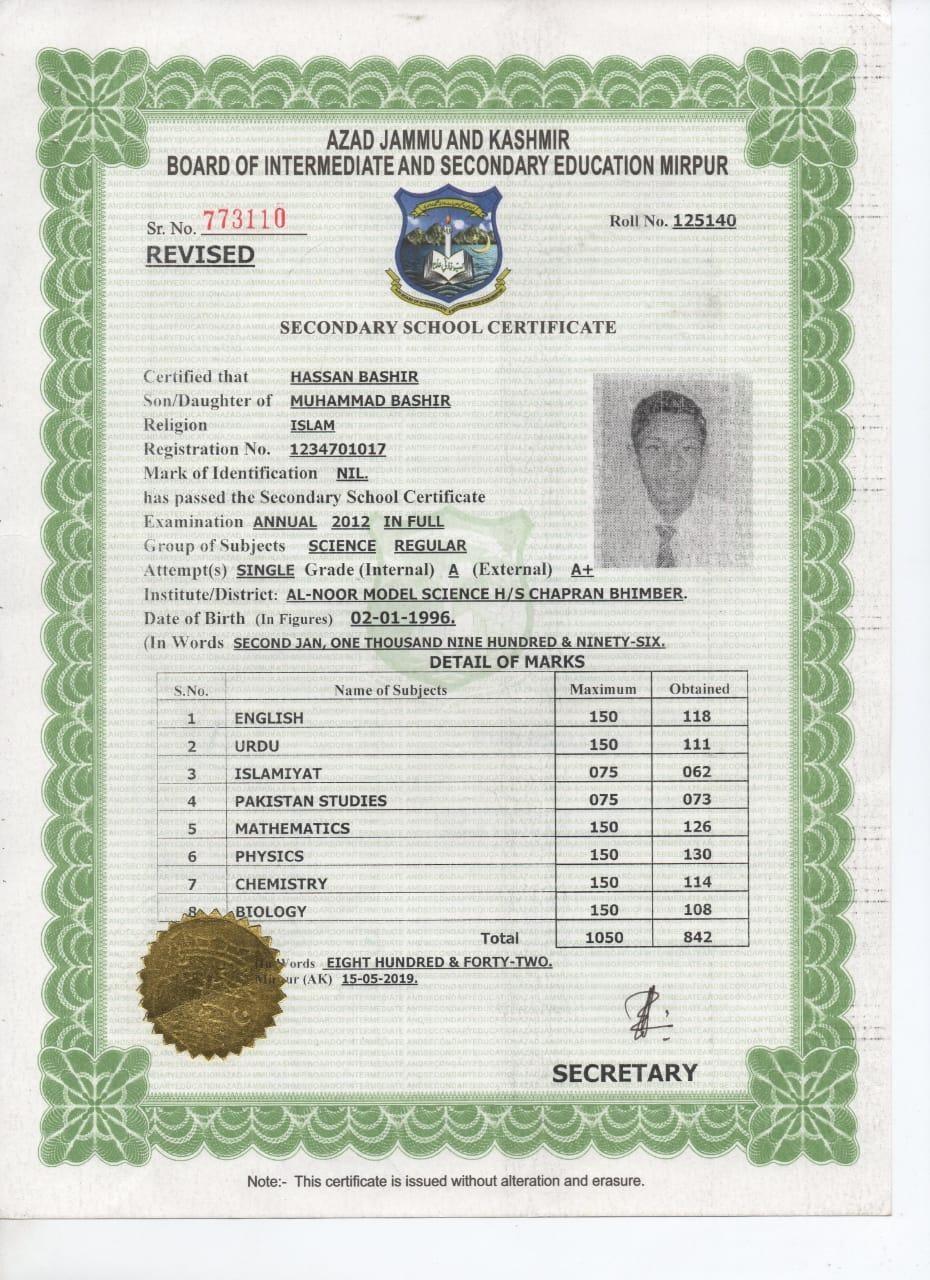 AZAD JAMMU AND KASHMIR
BOARD OF INTERMEDIATE AND SECONDARY EDUCATION MIRPUR
Sr. No. 773110 Roll No. 125140
REVISED
SECONDARY SCHOOL CERTIFICATE
Certified that HASSAN BASHIR
Son/Daughter of MUHAMMAD BASHIR
Religion ISLAM
Registration No. 1234701017
Mark of Identification NIL.
has passed the Secondary School Certificate
Examination ANNUAL 2012 IN FULL
Group of Subjects SCIENCE REGULAR
Attempt(s) SINGLE Grade (Internal) A (External) A+
Institute/District: AL-NOOR MODEL SCIENCE H/S CHAPRAN BHIMBER.
Date of Birth (In Figures) 02-01-1996.
(In Words SECOND JAN, ONE THOUSAND NINE HUNDRED & NINETY-SIX.
DETAIL OF MARKS
S.No. Name of Subjects Maximum Obtained
1 ENGLISH 150 118
2 URDU 150 111
3 ISLAMIYAT 075 062
4 PAKISTAN STUDIES 075 073
5 MATHEMATICS 150 126
6 PHYSICS 150 130
7 CHEMISTRY 150 114
8 BIOLOGY 150 108
Total 1050 842
Words EIGHT HUNDRED & FORTY-TWO.
(AK) 15-05-2019.
SECRETARY
Note:- This certificate is issued without alteration and erasure.